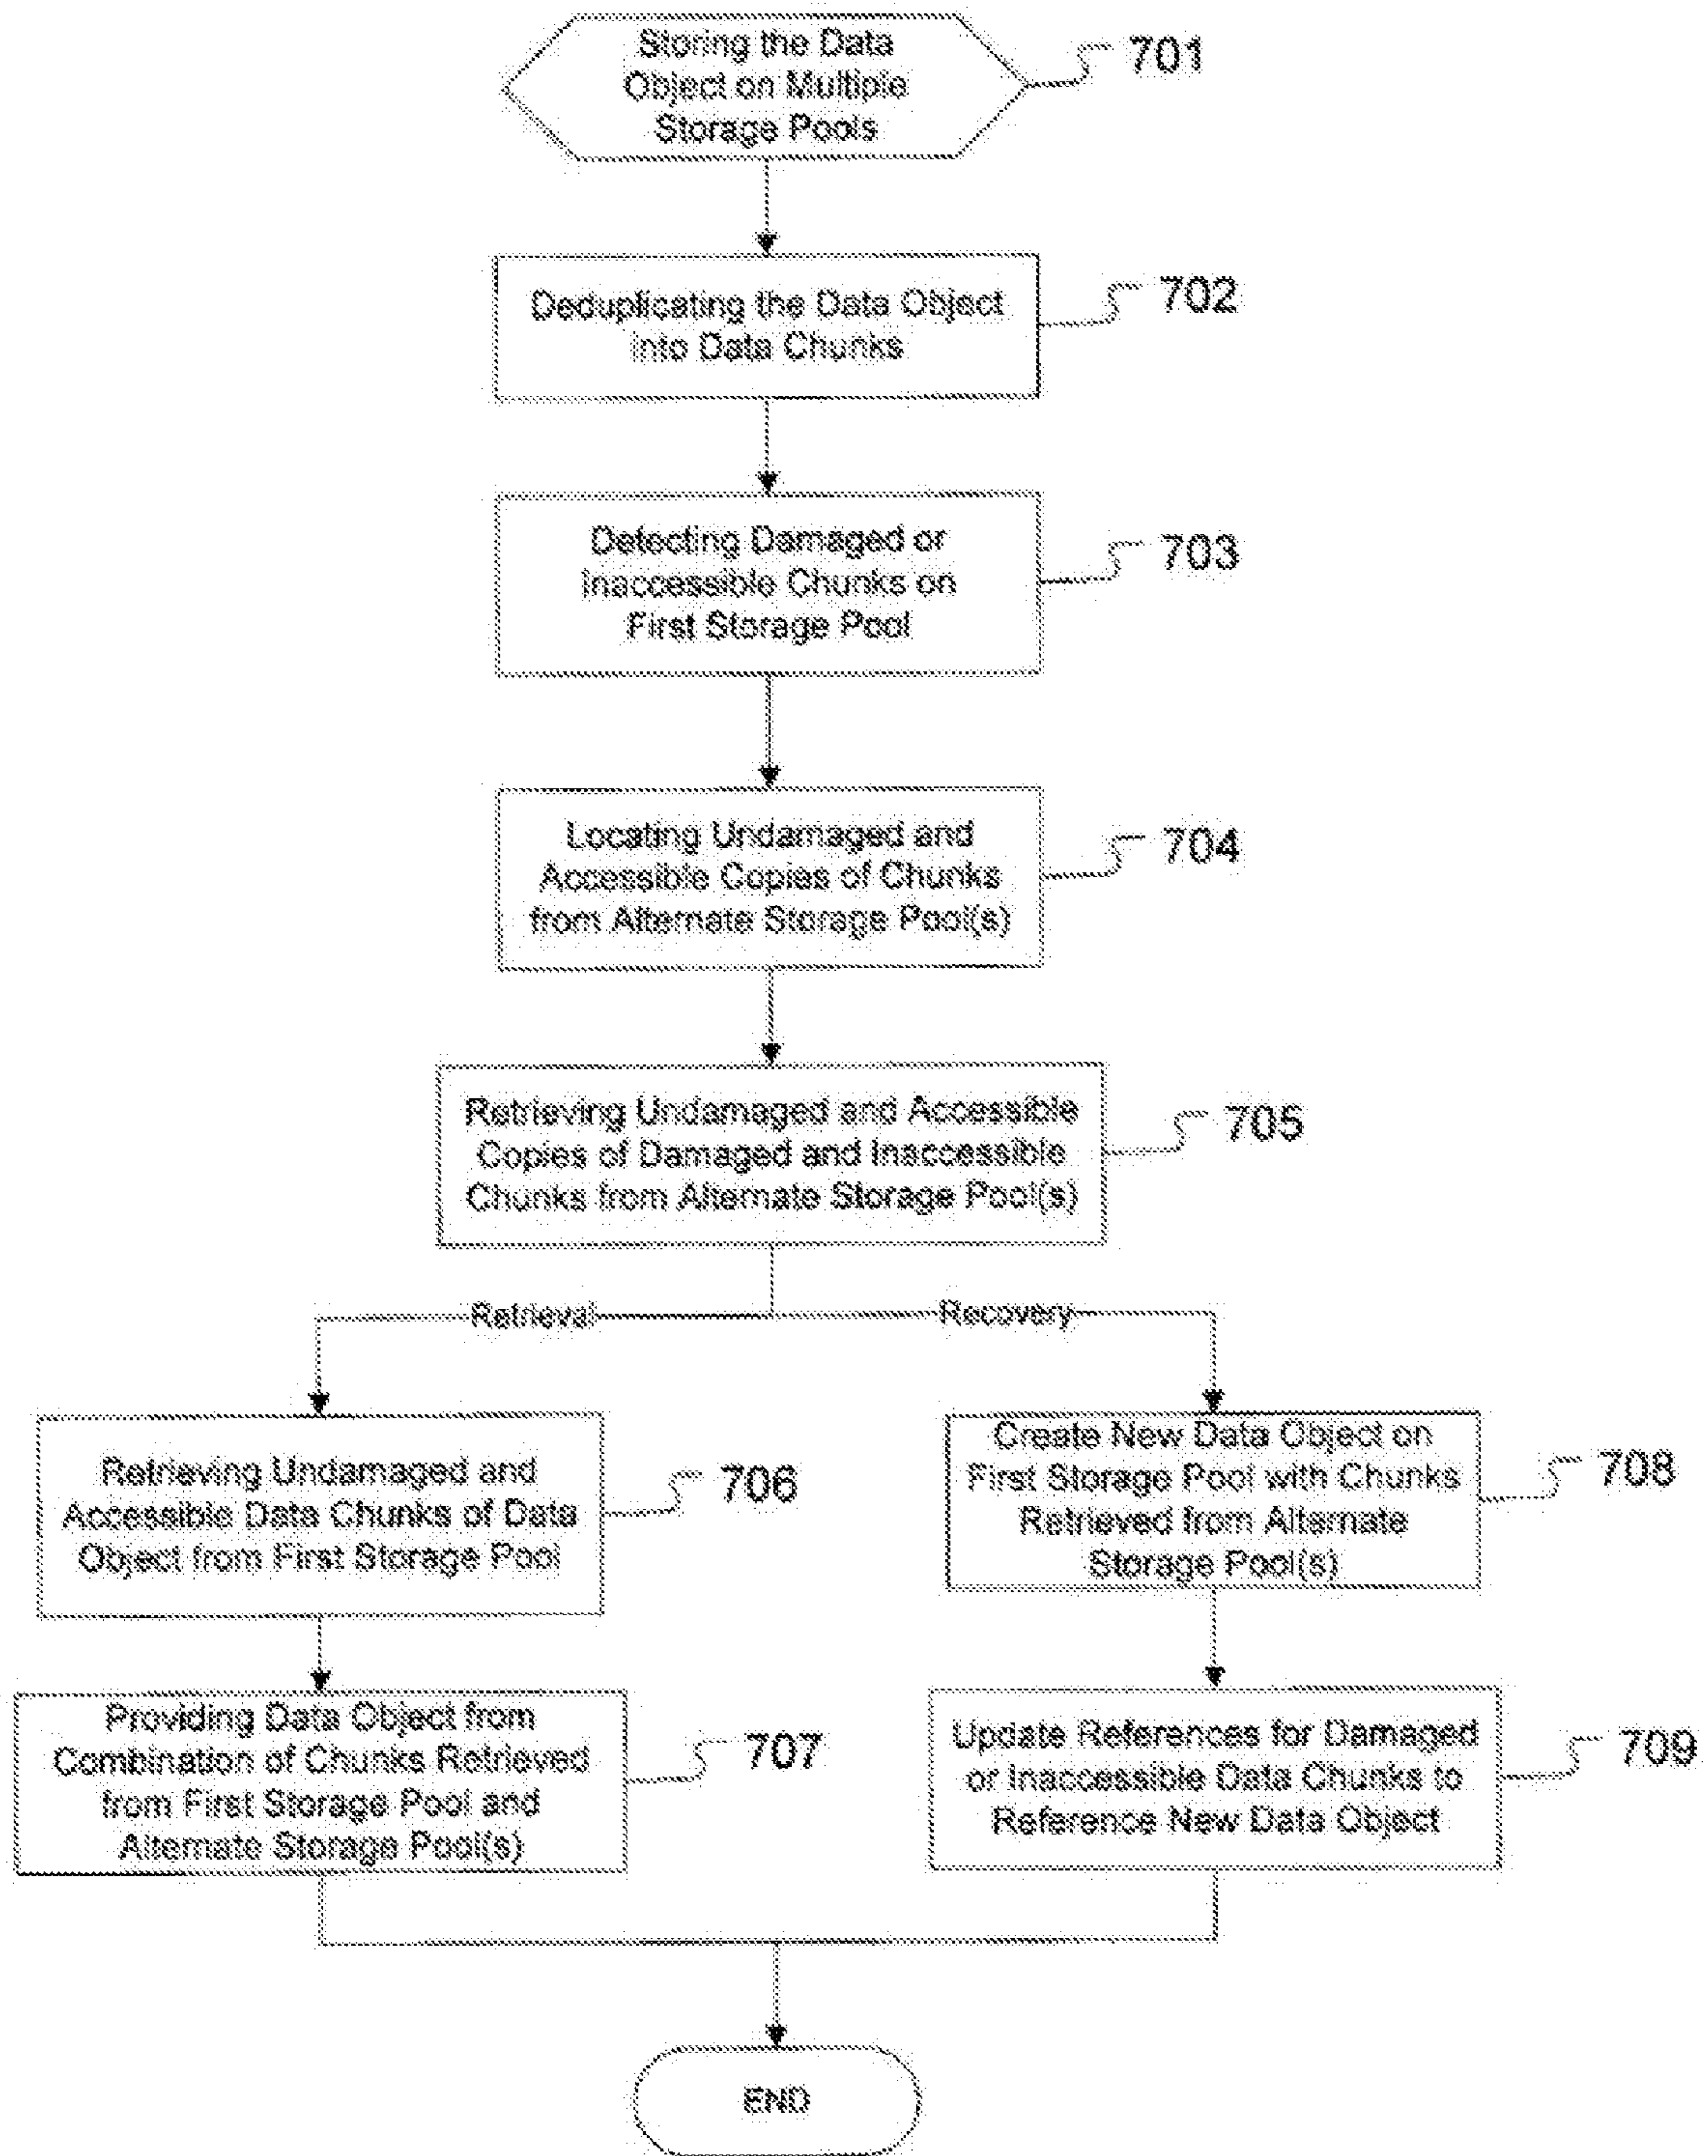 Storing the Data
Object on Multiple
Storage Pools
701
Deduplicating the Data Object
into Data Chunks
702
Detecting Damaged or
Inaccessible Chunks on
First Storage Pool
703
Locating Undamaged and
Accessible Copies of Chunks
from Alternate Storage Pool(s)
704
Retrieving Undamaged and Accessible
Copies of Damaged and Inaccessible
Chunks from Alternate Storage Pool(s)
705
Retrieval
Recovery
Retrieving Undamaged and
Accessible Data Chunks of Data
Object from First Storage Pool
706
Create New Data Object on
First Storage Pool with Chunks
Retrieved from Alternate
Storage Pool(s)
708
Providing Data Object from
Combination of Chunks Retrieved
from First Storage Pool and
Alternate Storage Pool(s)
707
Update References for Damaged
or Inaccessible Data Chunks to
Reference New Data Object
709
END